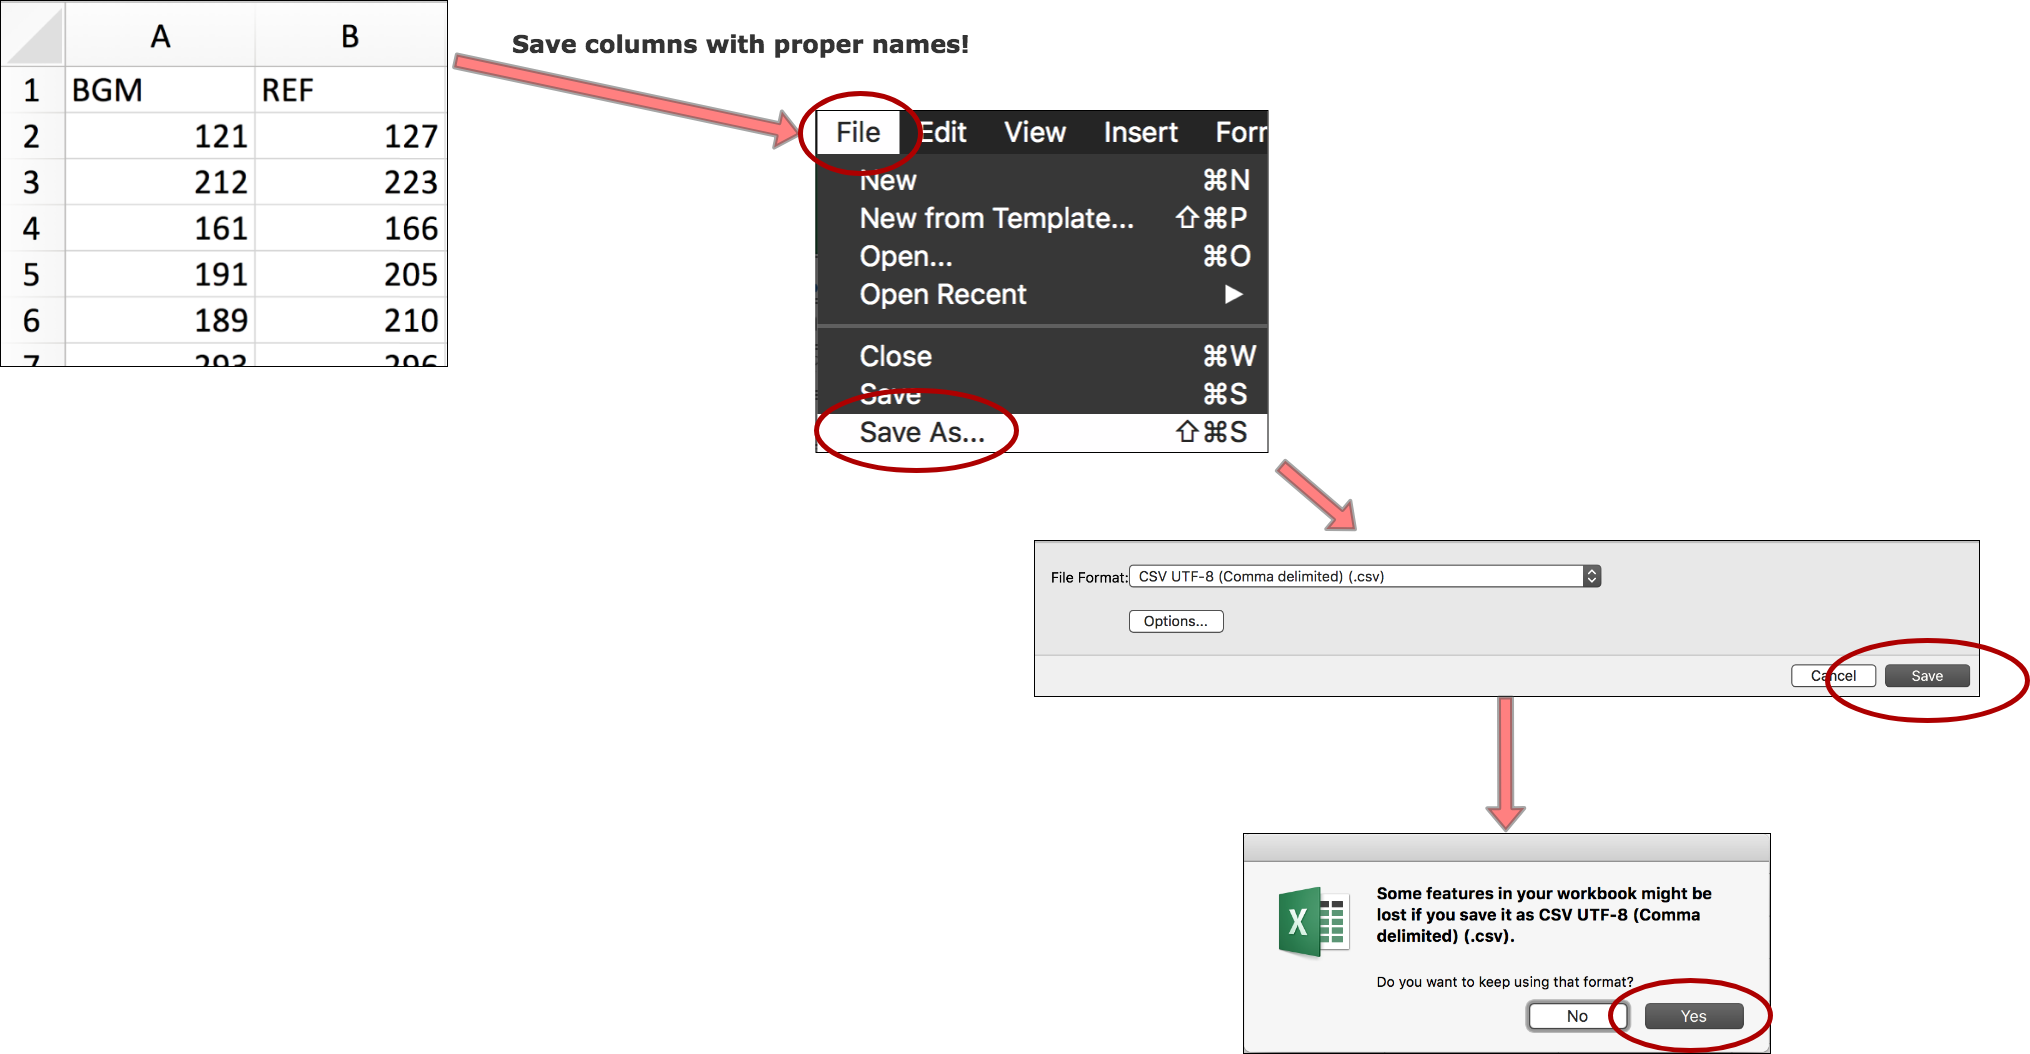 A B
1 BGM REF
2 121 127
3 212 223
4 161 166
5 191 205
6 189 210
7 293 296
Save columns with proper names!
File Edit View Insert Forr
New ⌘N
New from Template... ⇧⌘P
Open... ⌘O
Open Recent ▶
Close ⌘W
Save ⌘S
Save As... ⇧⌘S
File Format: CSV UTF-8 (Comma delimited) (.csv)
Options...
Cancel Save
X
Some features in your workbook might be
lost if you save it as CSV UTF-8 (Comma
delimited) (.csv).
Do you want to keep using that format?
No Yes